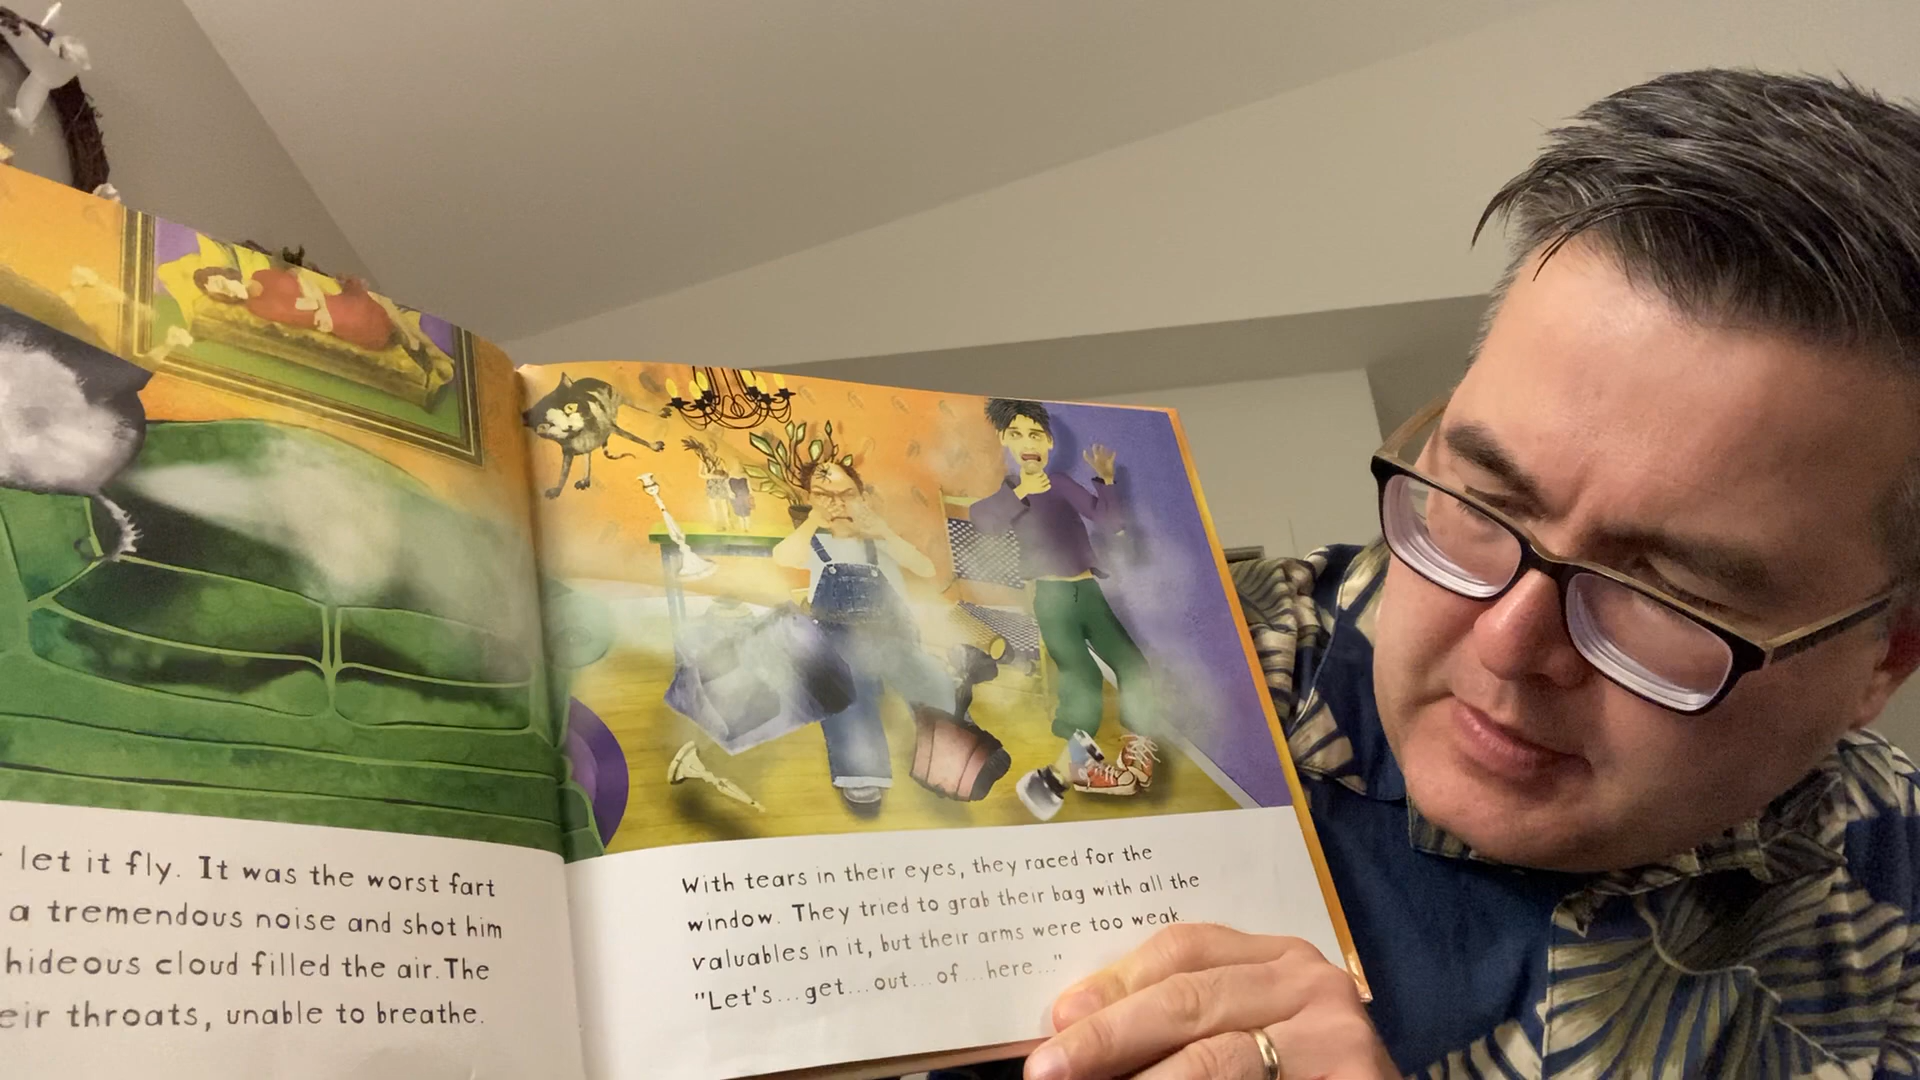 let it fly. It was the worst fart
a tremendous noise and shot him
hideous cloud filled the air. The
throats, unable to breathe.
With tears in their eyes, they raced for the
window. They tried to grab their bag with all the
valuables in it, but their arms were too weak.
"Let's...get...out...of...here..."